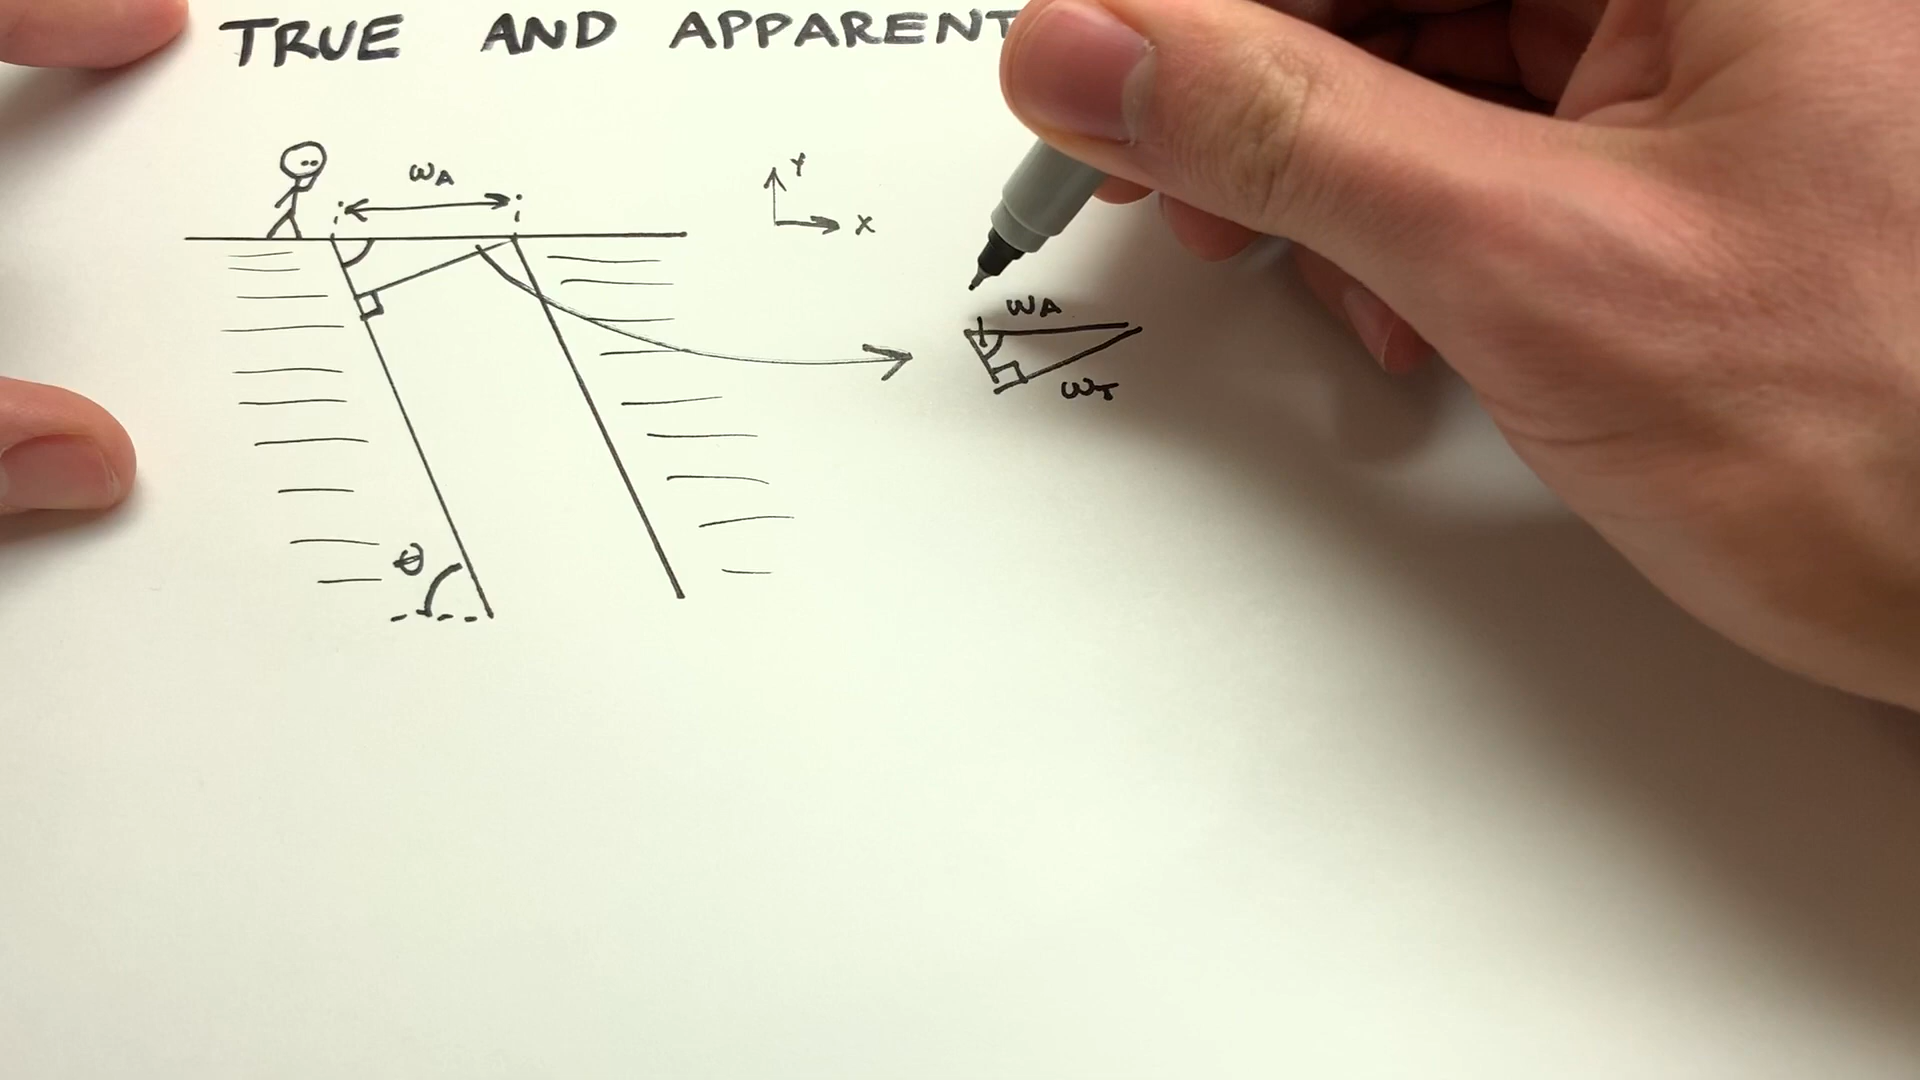 TRUE AND APPARENT
WA
Y
X
WA
WT
θ